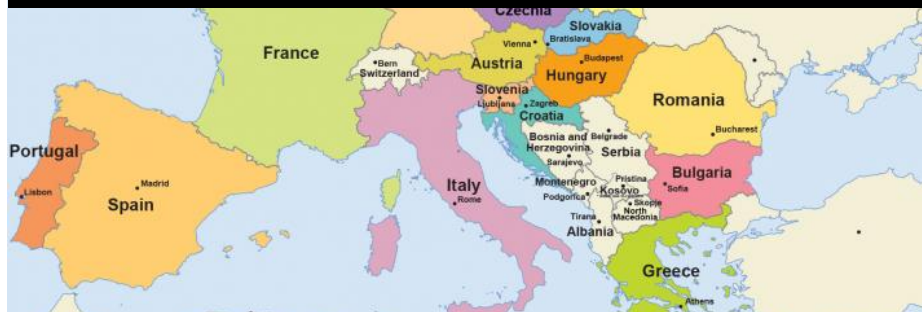 Czechia
Slovakia
Vienna
Bratislava
France
Austria
Budapest
Bern
Switzerland
Hungary
Slovenia
Ljubljana
Zagreb
Croatia
Romania
Bosnia and
Herzegovina
Belgrade
Bucharest
Serbia
Sarajevo
Portugal
Madrid
Lisbon
Spain
Italy
Rome
Montenegro
Podgorica
Pristina
Kosovo
Bulgaria
Sofia
Skopje
North
Macedonia
Tirana
Albania
Greece
Athens